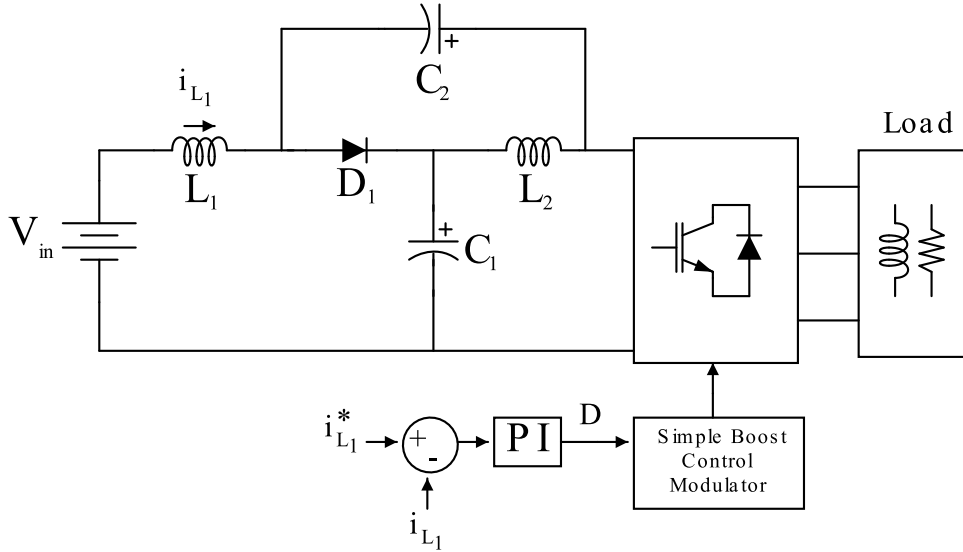 +
C2
iL1
L1
D1
L2
Load
Vin
+
C1
i*L1
+
-
PI
D
Simple Boost
Control
Modulator
iL1